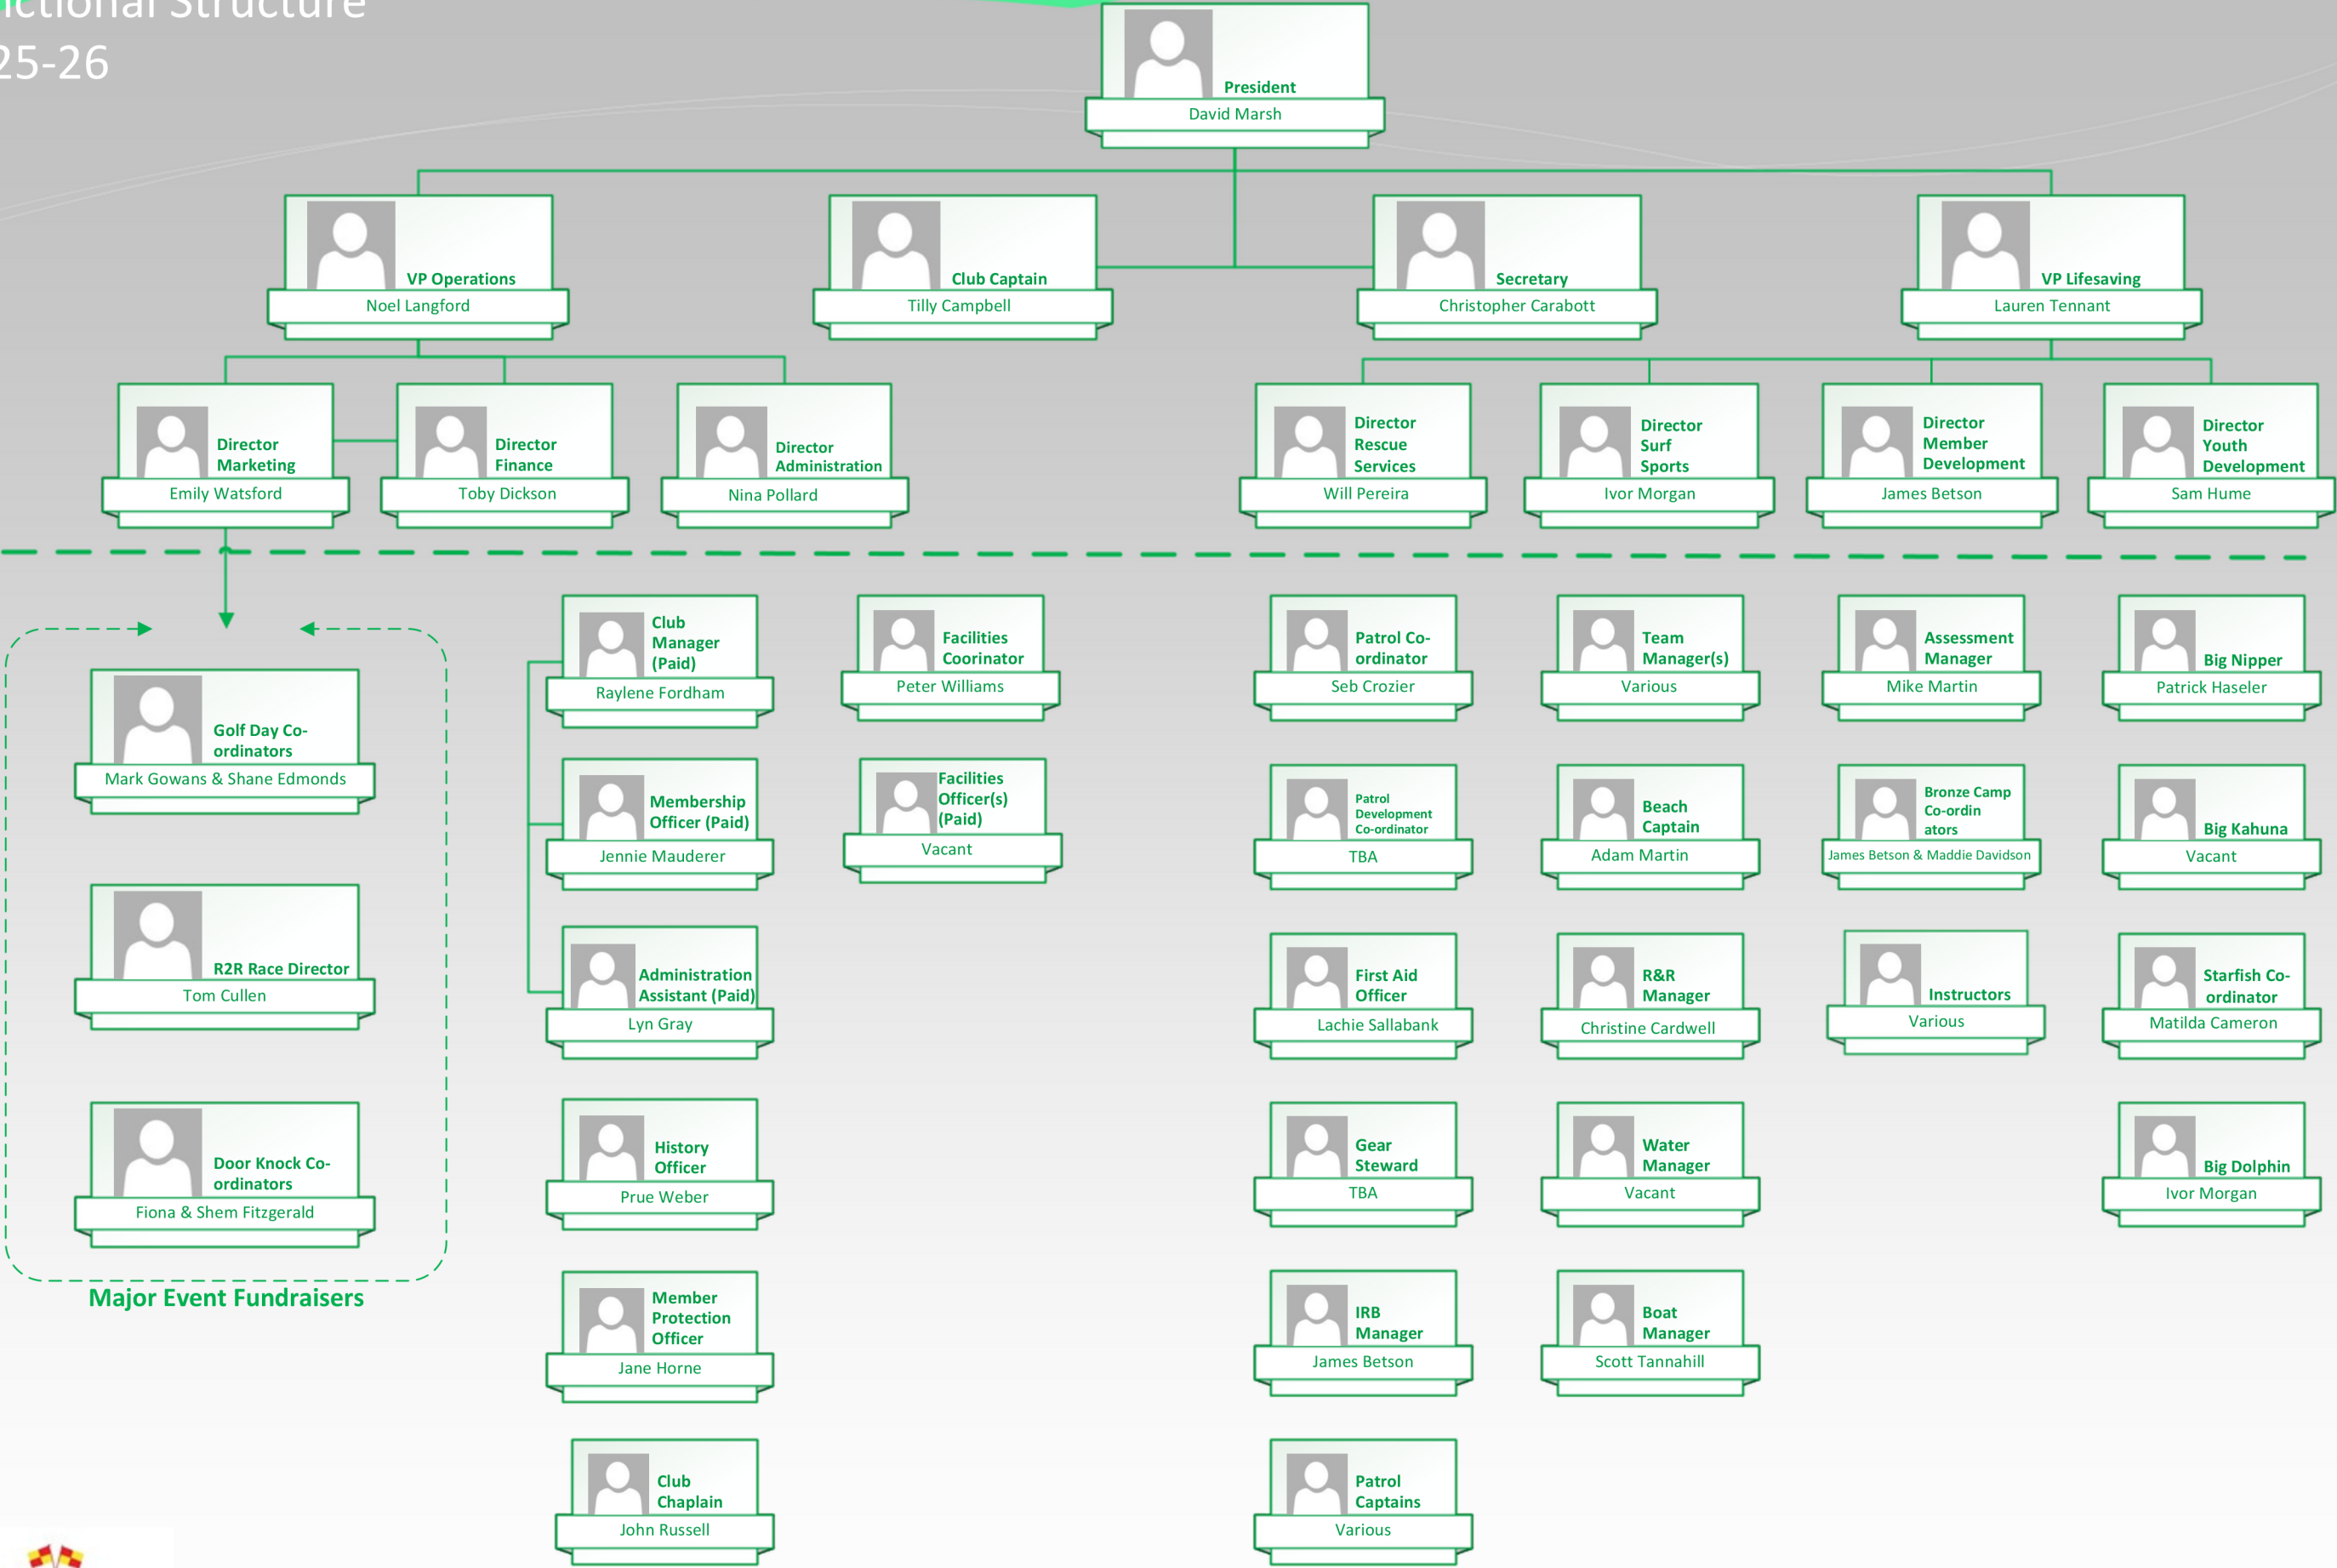 25-26
President
David Marsh
VP Operations
Noel Langford
Club Captain
Tilly Campbell
Secretary
Christopher Carabott
VP Lifesaving
Lauren Tennant
Director
Marketing
Emily Watsford
Director
Finance
Toby Dickson
Director
Administration
Nina Pollard
Director
Rescue
Services
Will Pereira
Director
Surf
Sports
Ivor Morgan
Director
Member
Development
James Betson
Director
Youth
Development
Sam Hume
Golf Day Co-
ordinators
Mark Gowans & Shane Edmonds
R2R Race Director
Tom Cullen
Door Knock Co-
ordinators
Fiona & Shem Fitzgerald
Major Event Fundraisers
Club
Manager
(Paid)
Raylene Fordham
Membership
Officer (Paid)
Jennie Mauderer
Administration
Assistant (Paid)
Lyn Gray
History
Officer
Prue Weber
Member
Protection
Officer
Jane Horne
Club
Chaplain
John Russell
Facilities
Coorinator
Peter Williams
Facilities
Officer(s)
(Paid)
Vacant
Patrol Co-
ordinator
Seb Crozier
Patrol
Development
Co-ordinator
TBA
First Aid
Officer
Lachie Sallabank
Gear
Steward
TBA
IRB
Manager
James Betson
Patrol
Captains
Various
Team
Manager(s)
Various
Beach
Captain
Adam Martin
R&R
Manager
Christine Cardwell
Water
Manager
Vacant
Boat
Manager
Scott Tannahill
Assessment
Manager
Mike Martin
Bronze Camp
Co-ordin
ators
James Betson & Maddie Davidson
Instructors
Various
Big Nipper
Patrick Haseler
Big Kahuna
Vacant
Starfish Co-
ordinator
Matilda Cameron
Big Dolphin
Ivor Morgan